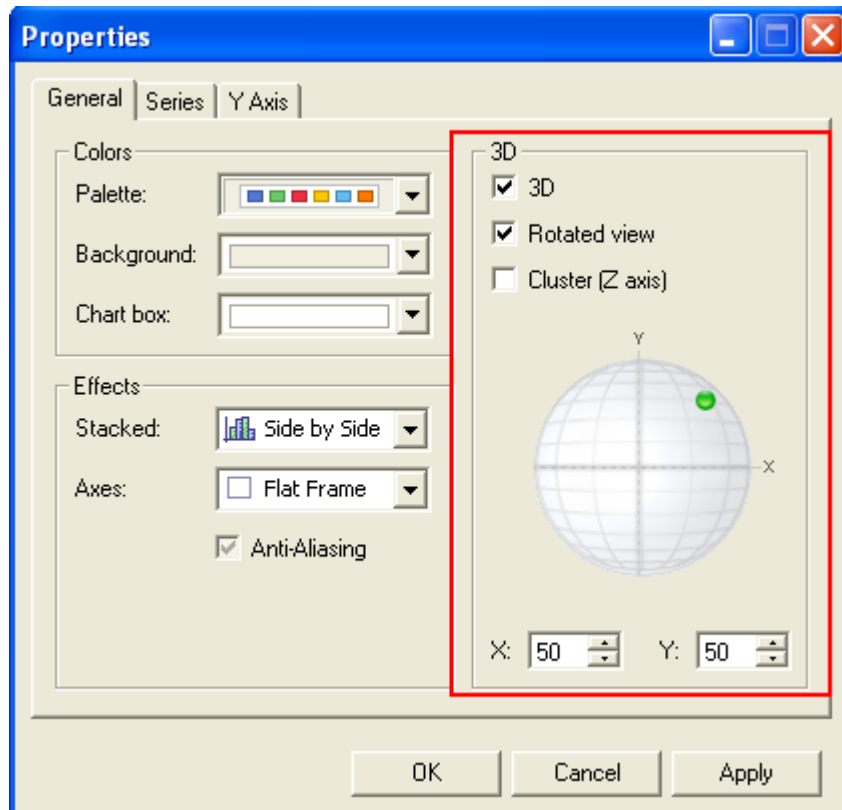 Properties
General Series Y Axis
Colors
Palette:
Background:
Chart box:
Effects
Stacked: Side by Side
Axes: Flat Frame
Anti-Aliasing
3D
3D
Rotated view
Cluster (Z axis)
Y
X
X: 50 Y: 50
OK Cancel Apply